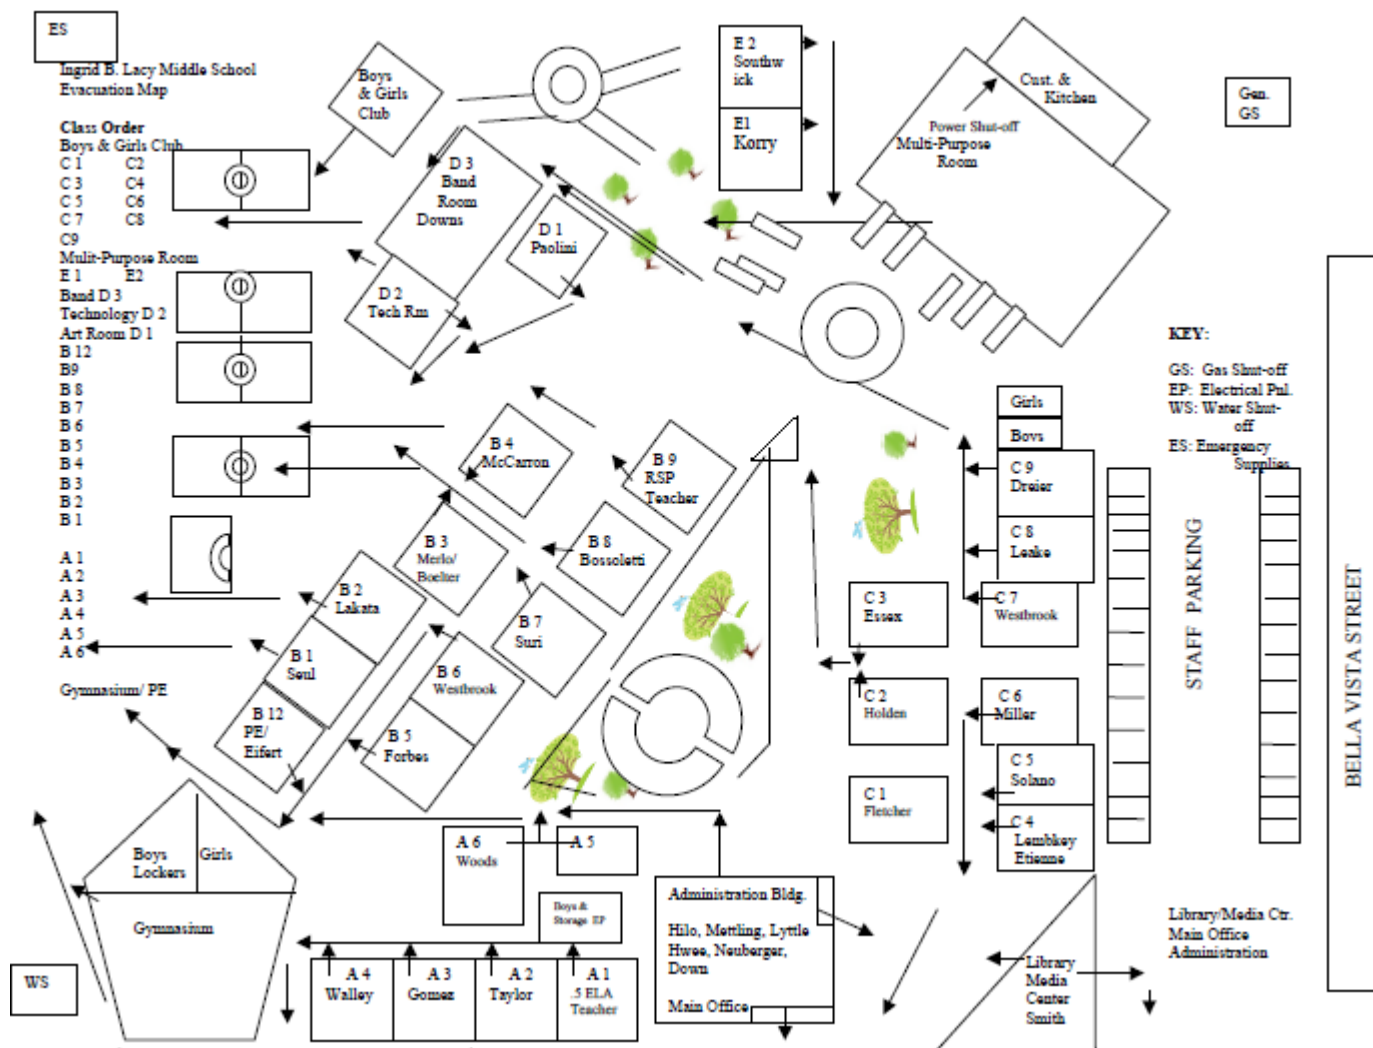 ES
Ingrid B. Lacy Middle School
Evacuation Map
Class Order
Boys & Girls Club
C 1 C2
C 3 C4
C 5 C6
C 7 C8
C9
Mulit-Purpose Room
E 1 E2
Band D 3
Technology D 2
Art Room D 1
B 12
B9
B 8
B 7
B 6
B 5
B 4
B 3
B 2
B 1
A 1
A 2
A 3
A 4
A 5
A 6
Gymnasium/ PE
Boys
& Girls
Club
D 3
Band
Room
Downs
D 1
Paolini
D 2
Tech Rm
E 2
Southw
ick
E1
Korry
Cust. &
Kitchen
Power Shut-off
Multi-Purpose
Room
Gen.
GS
KEY:
GS: Gas Shut-off
EP: Electrical Pul.
WS: Water Shut-
off
ES: Emergency
Supplies
Girls
Boys
C 9
Dreier
C 8
Leake
C 7
Westbrook
C 3
Essex
C 2
Holden
C 6
Miller
C 5
Solano
C 1
Fletcher
C 4
Lembkey
Etienne
STAFF PARKING
BELLA VISTA STREET
B 4
McCarron
B 9
RSP
Teacher
B 3
Merlo/
Boelter
B 8
Bossoletti
B 2
Lakata
B 7
Suri
B 1
Seul
B 6
Westbrook
B 12
PE/
Eifert
B 5
Forbes
Boys
Lockers
Girls
Gymnasium
WS
A 6
Woods
A 5
Boys &
Storage EP
A 4
Walley
A 3
Gomez
A 2
Taylor
A 1
.5 ELA
Teacher
Administration Bldg.
Hilo, Mettling, Lyttle
Hwee, Neuberger,
Down
Main Office
Library
Media
Center
Smith
Library/Media Ctr.
Main Office
Administration